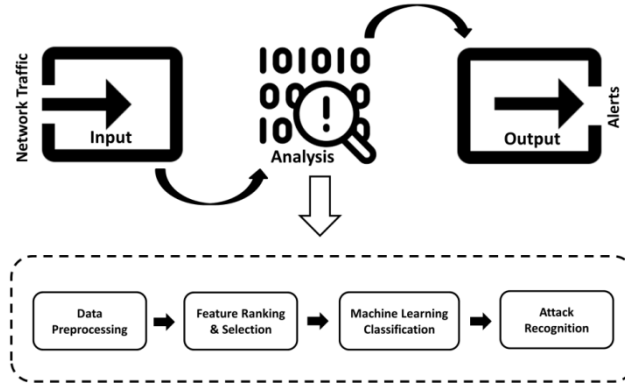 Network Traffic
Input
101010
00 0
10
Analysis
Output
Alerts
Data
Preprocessing
Feature Ranking
& Selection
Machine Learning
Classification
Attack
Recognition